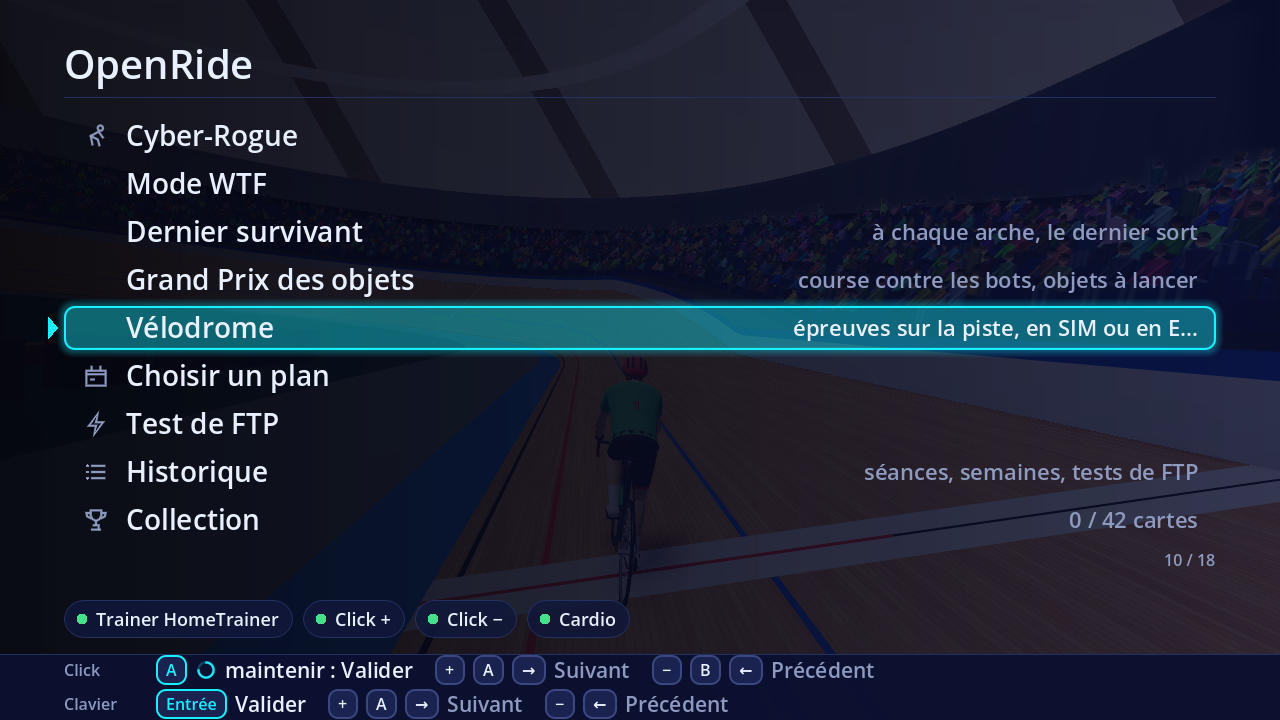 OpenRide
Cyber-Rogue
Mode WTF
Dernier survivant à chaque arche, le dernier sort
Grand Prix des objets course contre les bots, objets à lancer
Vélodrome épreuves sur la piste, en SIM ou en E...
Choisir un plan
Test de FTP
Historique séances, semaines, tests de FTP
Collection 0 / 42 cartes
10 / 18
Trainer HomeTrainer Click + Click − Cardio
Click A maintenir : Valider + A → Suivant − B ← Précédent
Clavier Entrée Valider + A → Suivant − ← Précédent